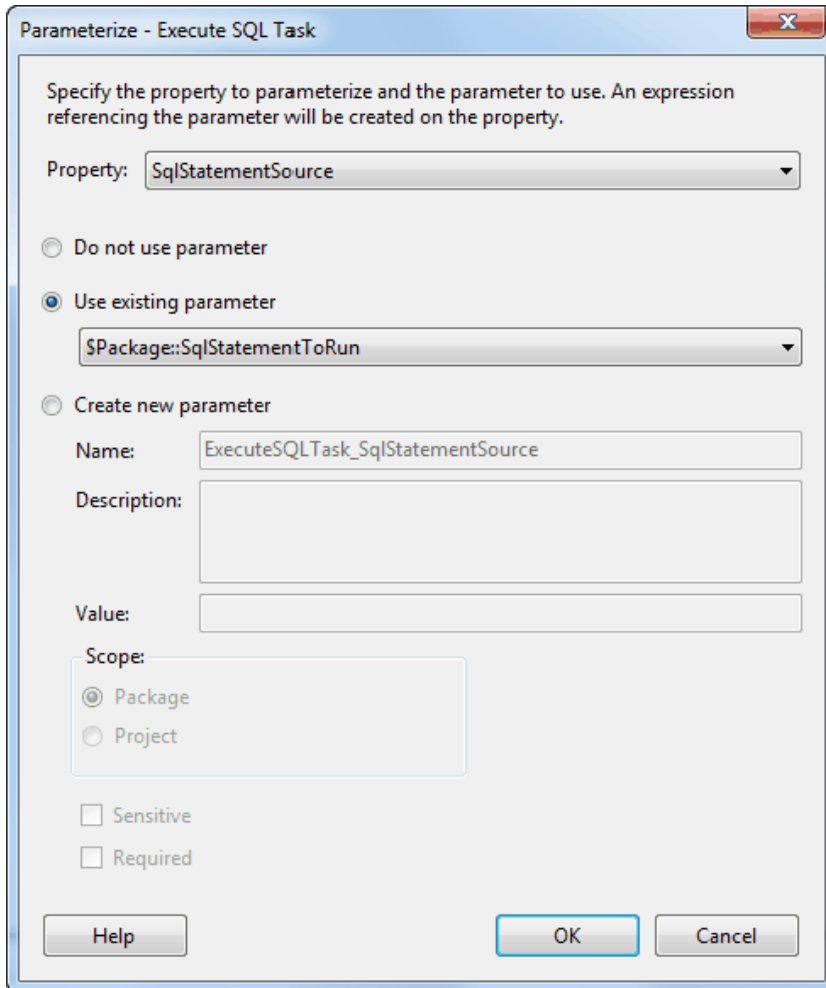 Parameterize - Execute SQL Task
Specify the property to parameterize and the parameter to use. An expression
referencing the parameter will be created on the property.
Property: SqlStatementSource
Do not use parameter
Use existing parameter
$Package::SqlStatementToRun
Create new parameter
Name: ExecuteSQLTask_SqlStatementSource
Description:
Value:
Scope:
Package
Project
Sensitive
Required
Help OK Cancel